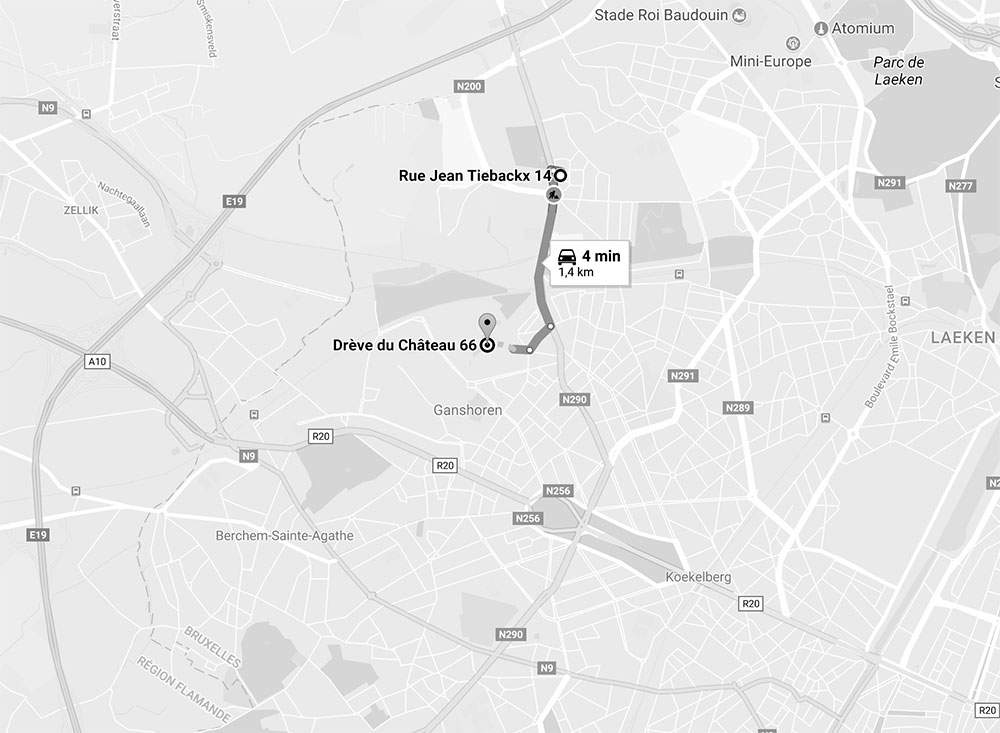 Stade Roi Baudouin
Atomium
Mini-Europe
Parc de
Laeken
Smiskensveld
N9
N200
Rue Jean Tiebackx 14
N291
N277
Nachtegaallaan
ZELLIK
E19
4 min
1,4 km
Drève du Château 66
LAEKEN
Boulevard Emile Bockstael
A10
N291
N290
N289
Ganshoren
R20
N9
R20
N256
N256
E19
Berchem-Sainte-Agathe
Koekelberg
R20
N290
BRUXELLES
RÉGION FLAMANDE
N9
R20